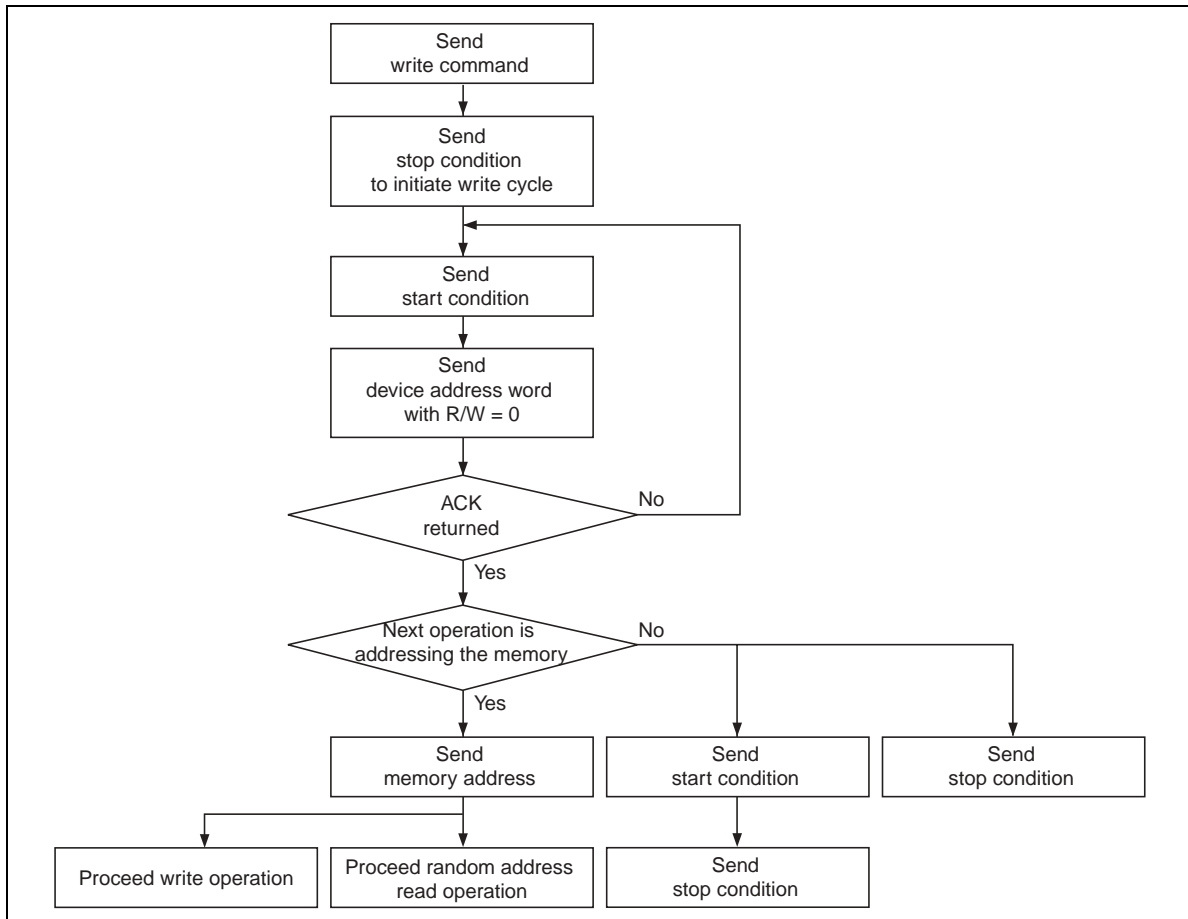 Send
write command
Send
stop condition
to initiate write cycle
Send
start condition
Send
device address word
with R/W = 0
ACK
returned
No
Yes
Next operation is
addressing the memory
No
Yes
Send
memory address
Send
start condition
Send
stop condition
Proceed write operation
Proceed random address
read operation
Send
stop condition